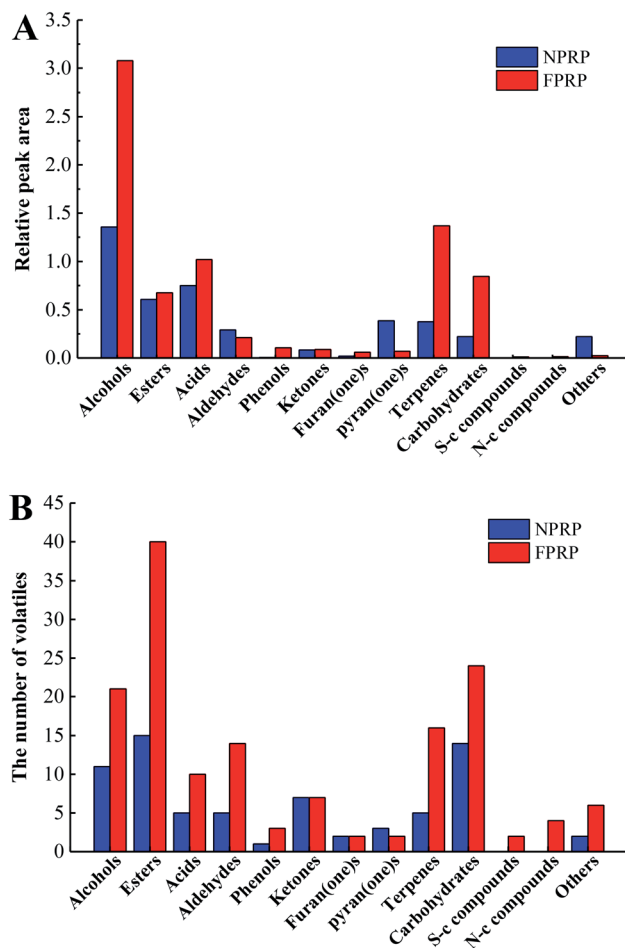 A
3.5
3.0
2.5
2.0
1.5
1.0
0.5
0.0
Relative peak area
NPRP
FPRP
Alcohols
Esters
Acids
Aldehydes
Phenols
Ketones
Furan(one)s
pyran(one)s
Terpenes
Carbohydrates
S-c compounds
N-c compounds
Others
B
45
40
35
30
25
20
15
10
5
0
The number of volatiles
NPRP
FPRP
Alcohols
Esters
Acids
Aldehydes
Phenols
Ketones
Furan(one)s
pyran(one)s
Terpenes
Carbohydrates
S-c compounds
N-c compounds
Others